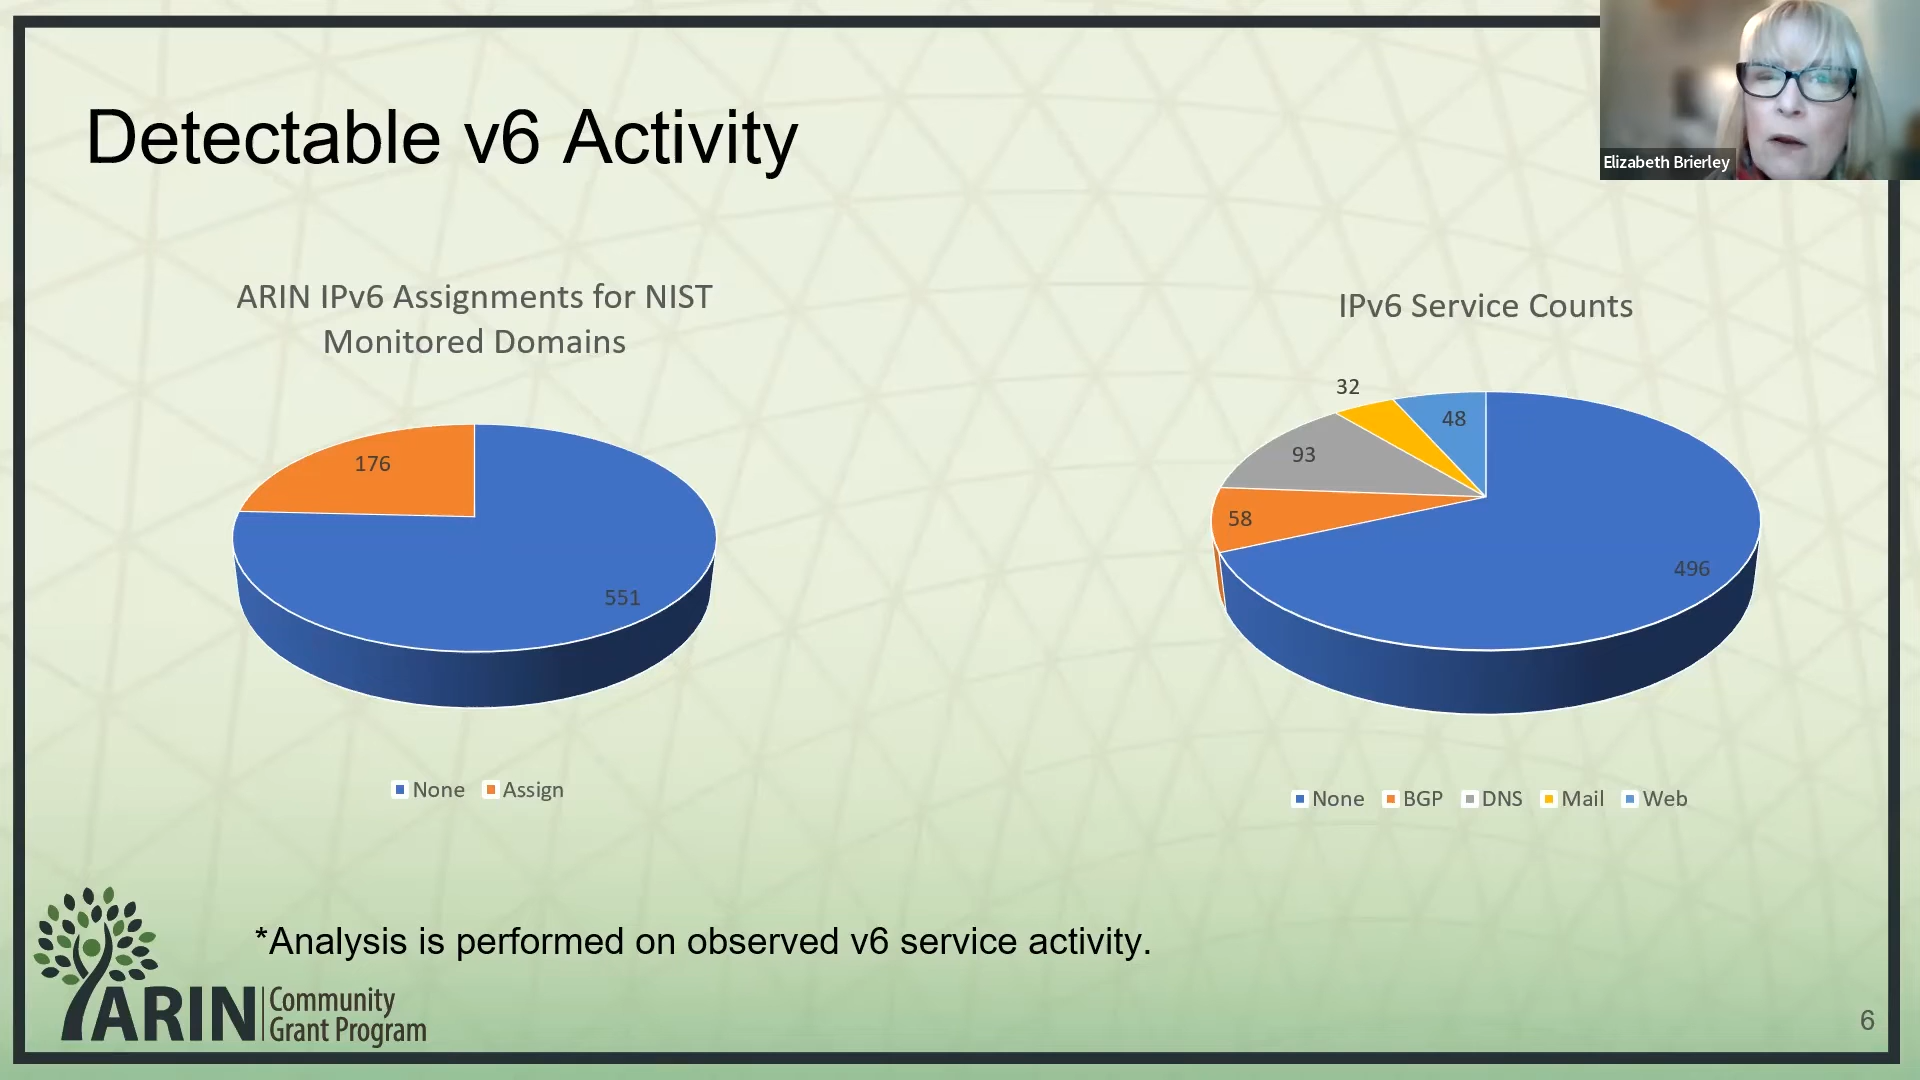 Detectable v6 Activity
Elizabeth Brierley
ARIN IPv6 Assignments for NIST
Monitored Domains
176
551
None Assign
IPv6 Service Counts
32
48
93
58
496
None BGP DNS Mail Web
*Analysis is performed on observed v6 service activity.
ARIN
Community
Grant Program
6